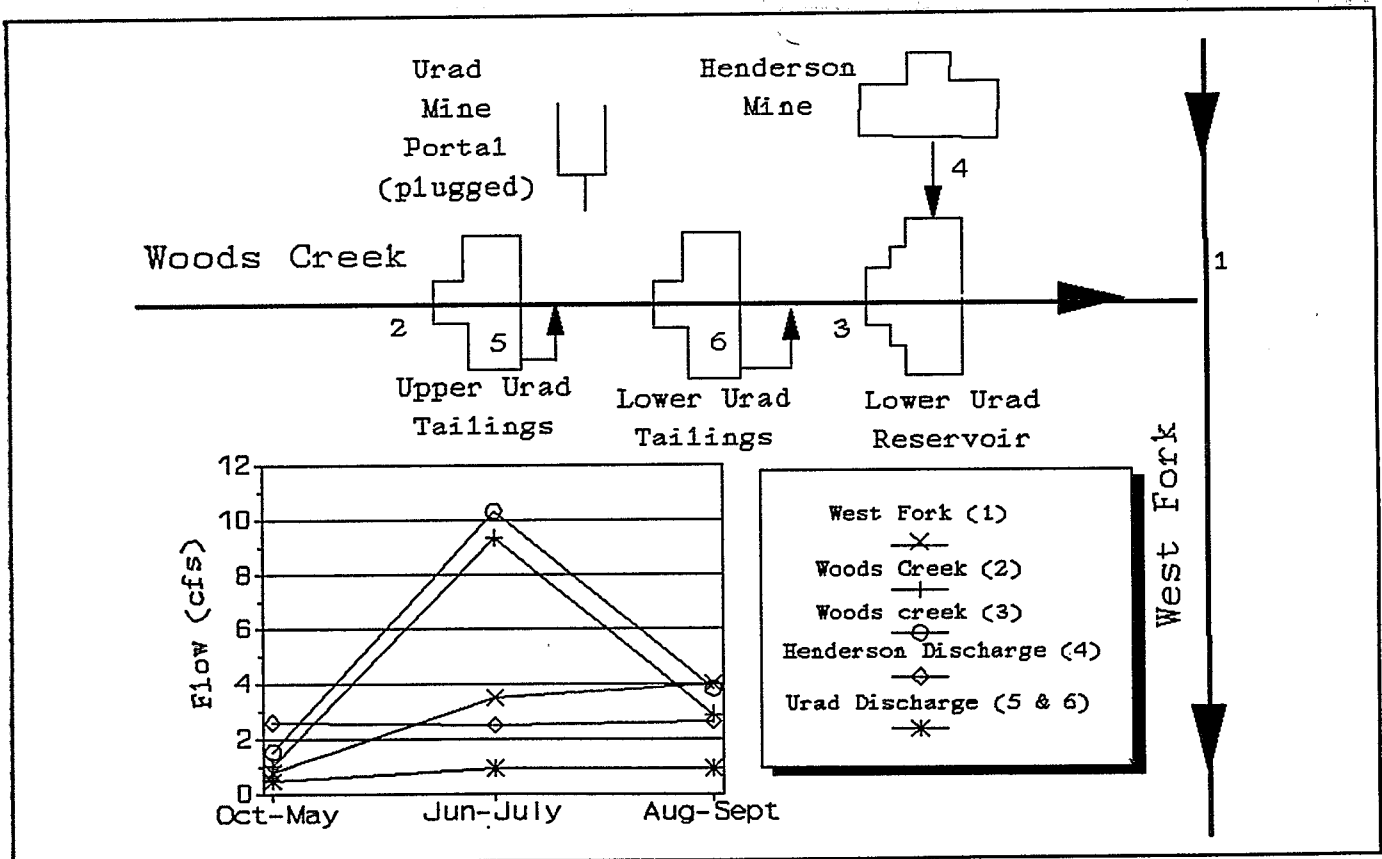 Urad
Mine
Portal
(plugged)
Henderson
Mine
4
1
Woods Creek
2
5
6
3
Upper Urad
Tailings
Lower Urad
Tailings
Lower Urad
Reservoir
West Fork
Flow (cfs)
12
10
8
6
4
2
0
Oct-May
Jun-July
Aug-Sept
West Fork (1)
Woods Creek (2)
Woods creek (3)
Henderson Discharge (4)
Urad Discharge (5 & 6)